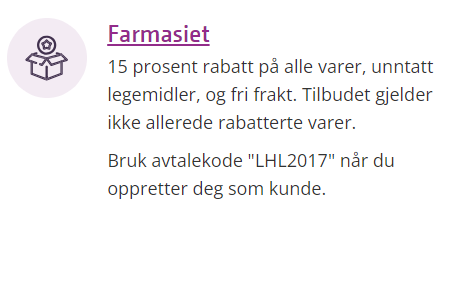 Farmasiet
15 prosent rabatt på alle varer, unntatt
legemidler, og fri frakt. Tilbudet gjelder
ikke allerede rabatterte varer.
Bruk avtalekode "LHL2017" når du
oppretter deg som kunde.